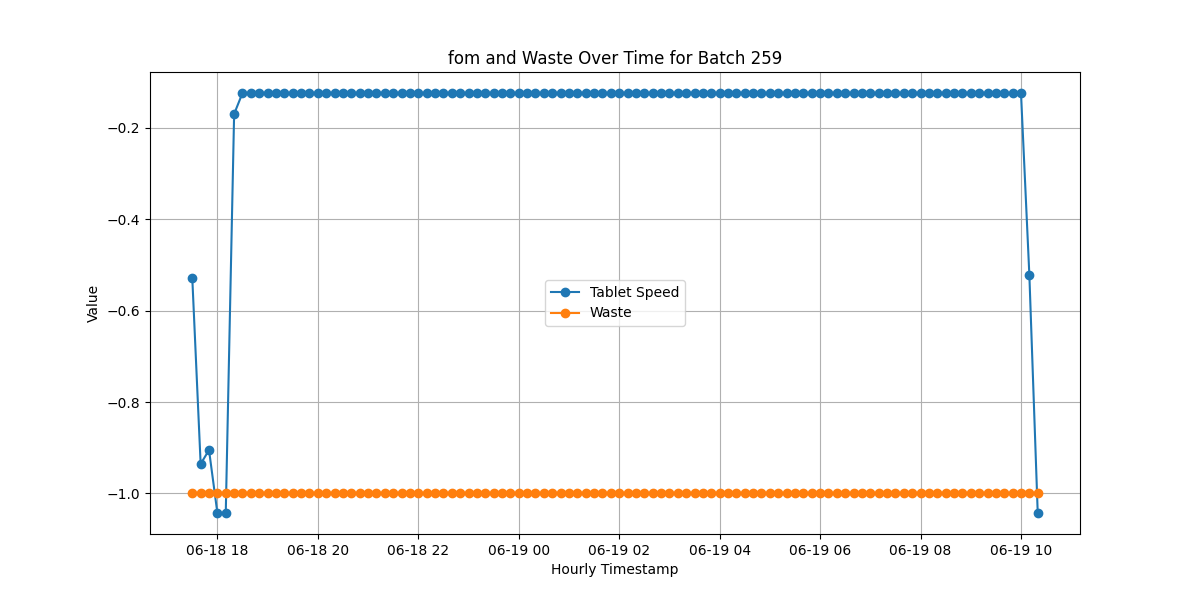 fom and Waste Over Time for Batch 259
Value
−0.2
−0.4
−0.6
−0.8
−1.0
Tablet Speed
Waste
06-18 18 06-18 20 06-18 22 06-19 00 06-19 02 06-19 04 06-19 06 06-19 08 06-19 10
Hourly Timestamp